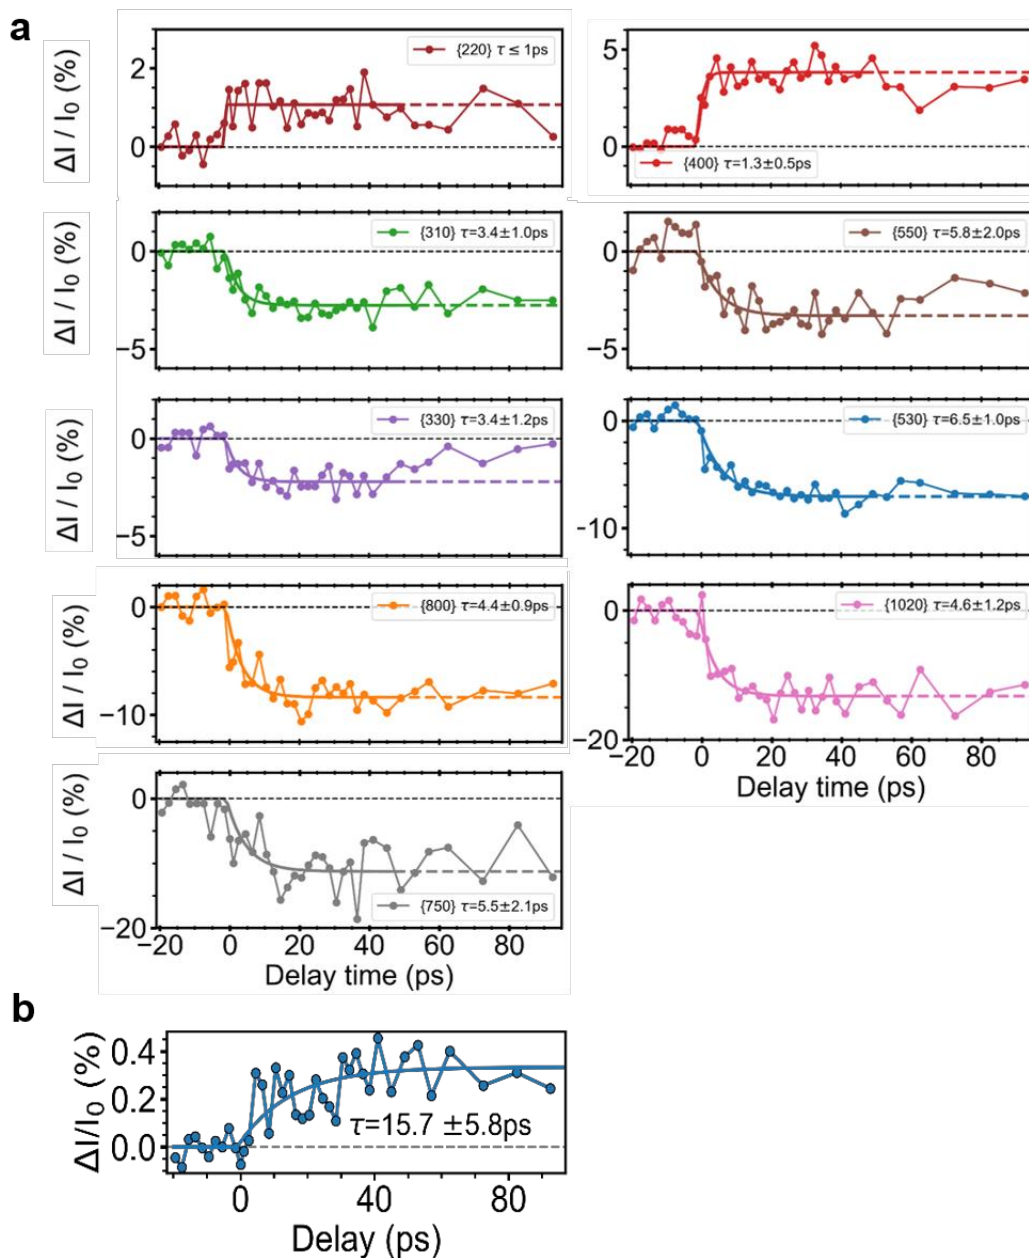 a
ΔI / I₀ (%)
2
0
{220} τ ≤ 1ps
5
0
{400} τ=1.3±0.5ps
ΔI / I₀ (%)
0
−5
{310} τ=3.4±1.0ps
0
−5
{550} τ=5.8±2.0ps
ΔI / I₀ (%)
0
−5
{330} τ=3.4±1.2ps
0
−10
{530} τ=6.5±1.0ps
ΔI / I₀ (%)
0
−10
{800} τ=4.4±0.9ps
0
−20
{1020} τ=4.6±1.2ps
−20 0 20 40 60 80
Delay time (ps)
ΔI / I₀ (%)
0
−20
{750} τ=5.5±2.1ps
−20 0 20 40 60 80
Delay time (ps)
b
ΔI/I₀ (%)
0.4
0.2
0.0
τ=15.7 ±5.8ps
0 40 80
Delay (ps)